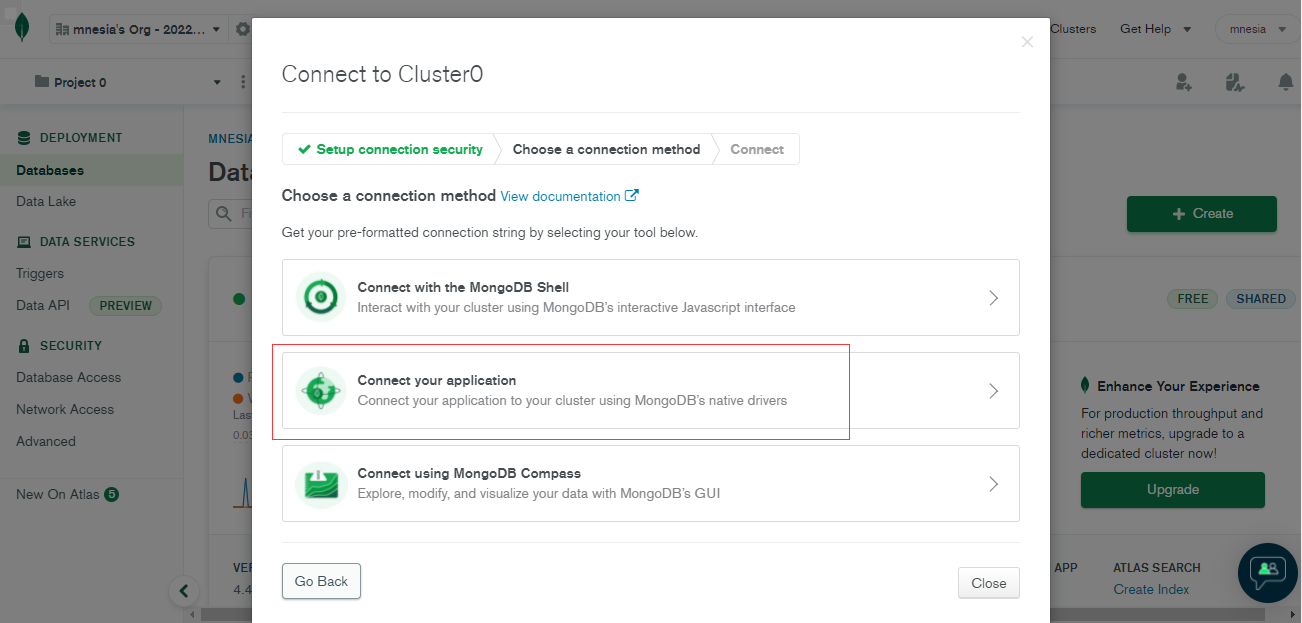 mnesia's Org - 2022...
Clusters
Get Help
mnesia
Project 0
Connect to Cluster0
DEPLOYMENT
Databases
Data Lake
DATA SERVICES
Triggers
Data API PREVIEW
SECURITY
Database Access
Network Access
Advanced
New On Atlas 5
Setup connection security
Choose a connection method
Connect
Choose a connection method View documentation
Get your pre-formatted connection string by selecting your tool below.
Connect with the MongoDB Shell
Interact with your cluster using MongoDB's interactive Javascript interface
Connect your application
Connect your application to your cluster using MongoDB's native drivers
Connect using MongoDB Compass
Explore, modify, and visualize your data with MongoDB's GUI
Go Back
Close
+ Create
FREE
SHARED
Enhance Your Experience
For production throughput and
richer metrics, upgrade to a
dedicated cluster now!
Upgrade
APP
ATLAS SEARCH
Create Index
4.4